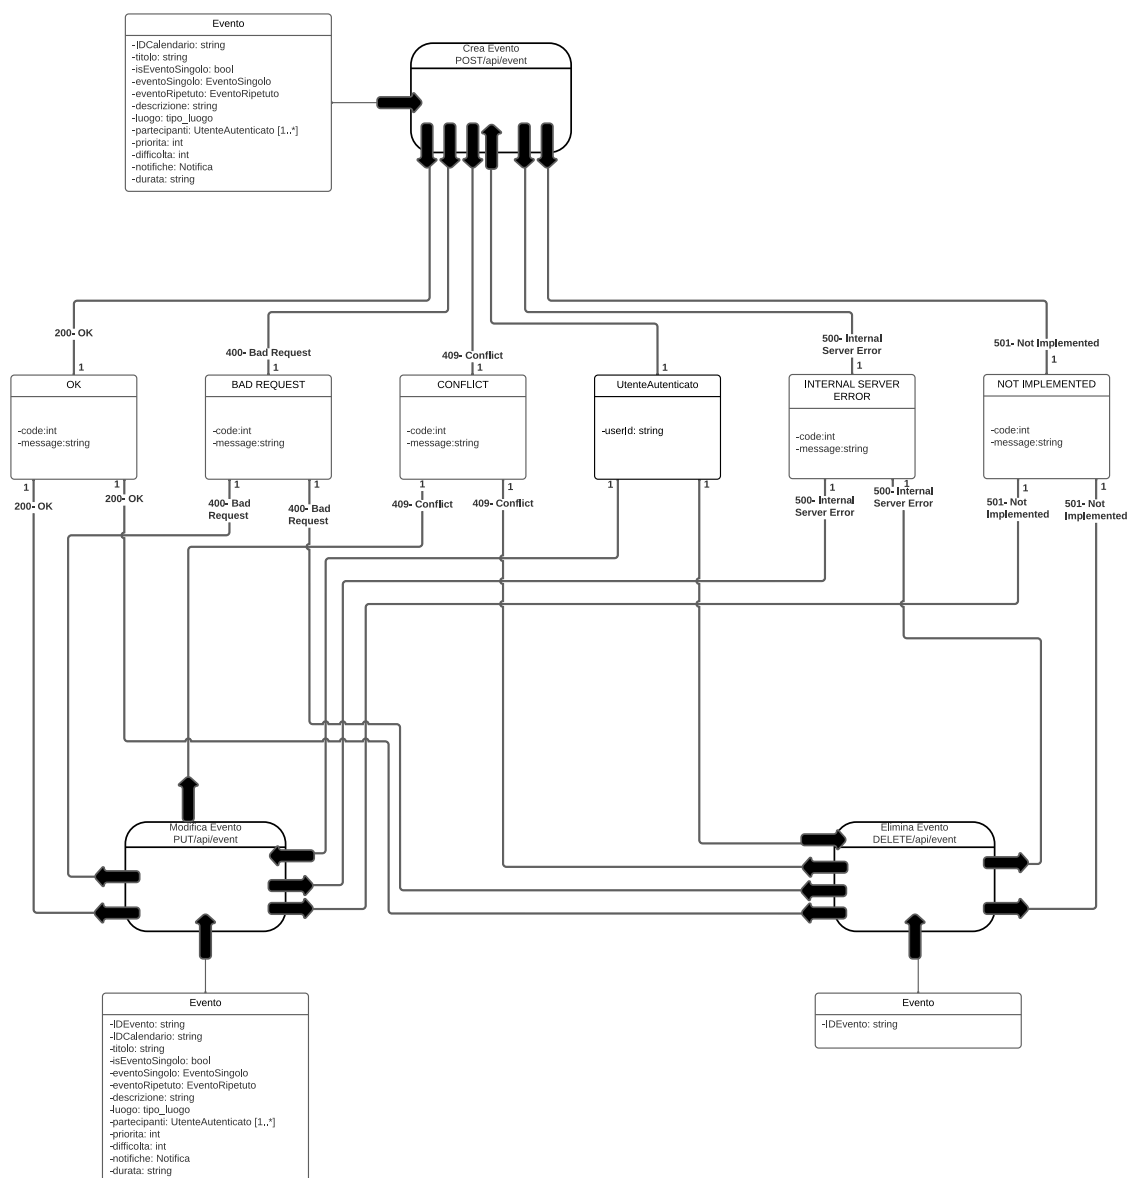 Evento
-IDCalendario: string
-titolo: string
-isEventoSingolo: bool
-eventoSingolo: EventoSingolo
-eventoRipetuto: EventoRipetuto
-descrizione: string
-luogo: tipo_luogo
-partecipanti: UtenteAutenticato [1..*]
-priorita: int
-difficolta: int
-notifiche: Notifica
-durata: string
Crea Evento
POST/api/event
200- OK
400- Bad Request
409- Conflict
500- Internal
Server Error
501- Not Implemented
1
1
1
1
1
1
OK
-code:int
-message:string
BAD REQUEST
-code:int
-message:string
CONFLICT
-code:int
-message:string
UtenteAutenticato
-userId: string
INTERNAL SERVER
ERROR
-code:int
-message:string
NOT IMPLEMENTED
-code:int
-message:string
1
1
1
1
1
1
1
1
1
1
1
1
200- OK
200- OK
400- Bad
Request
400- Bad
Request
409- Conflict
409- Conflict
500- Internal
Server Error
500- Internal
Server Error
501- Not
Implemented
501- Not
Implemented
Modifica Evento
PUT/api/event
Elimina Evento
DELETE/api/event
Evento
-IDEvento: string
-IDCalendario: string
-titolo: string
-isEventoSingolo: bool
-eventoSingolo: EventoSingolo
-eventoRipetuto: EventoRipetuto
-descrizione: string
-luogo: tipo_luogo
-partecipanti: UtenteAutenticato [1..*]
-priorita: int
-difficolta: int
-notifiche: Notifica
-durata: string
Evento
-IDEvento: string